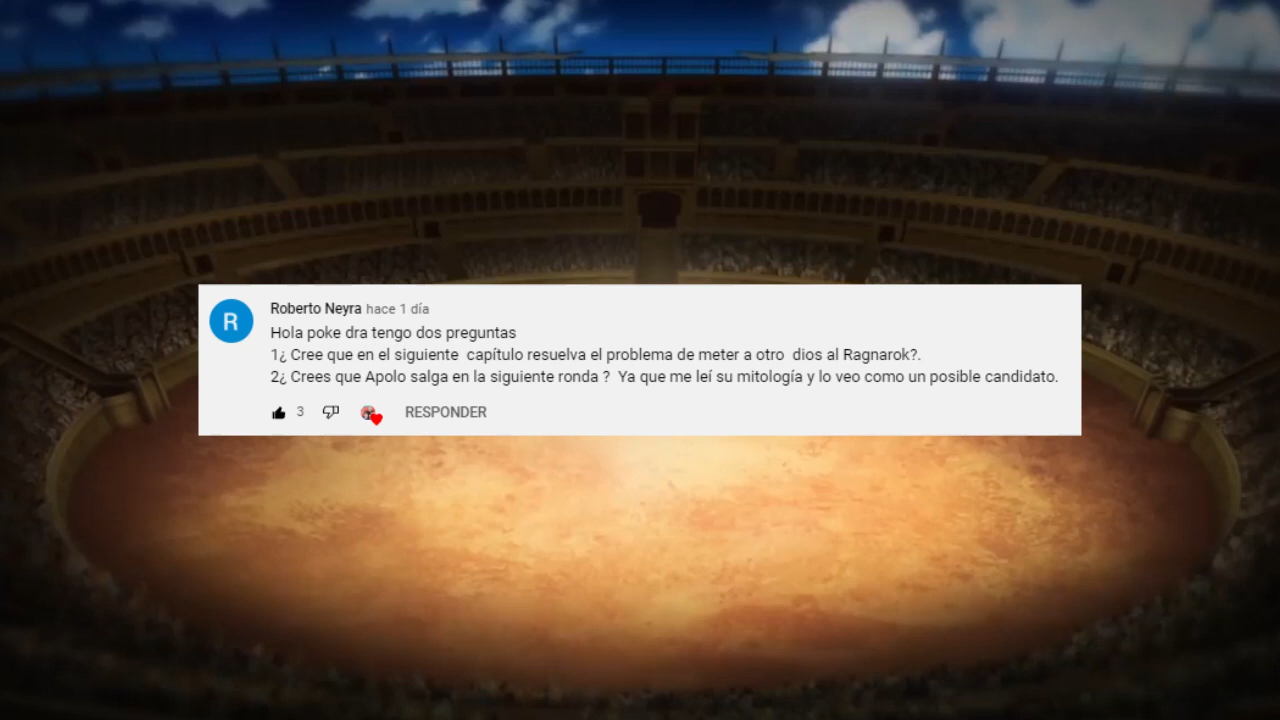 R
Roberto Neyra hace 1 día
Hola poke dra tengo dos preguntas
1¿ Cree que en el siguiente  capítulo resuelva el problema de meter a otro  dios al Ragnarok?.
2¿ Crees que Apolo salga en la siguiente ronda ?  Ya que me leí su mitología y lo veo como un posible candidato.
3 RESPONDER